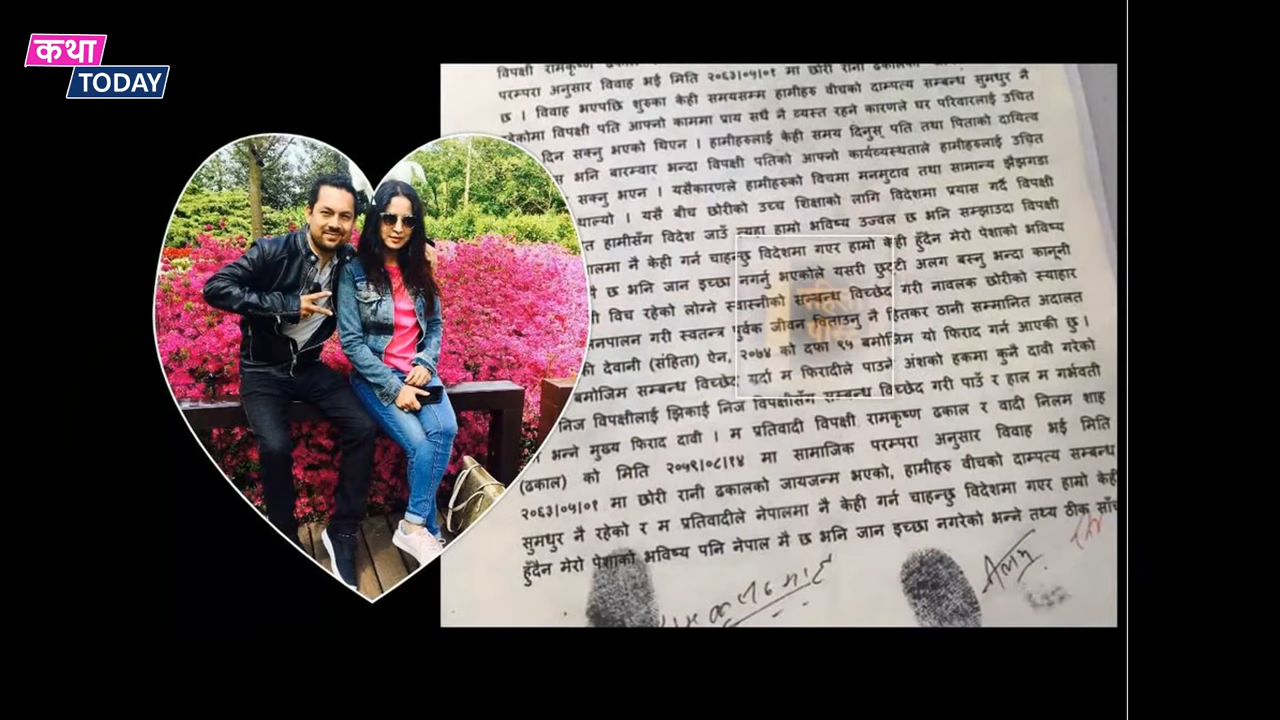 कथा
TODAY
विपक्षी रामकृष्ण
परम्परा अनुसार विवाह भई मिति २०६३।०५।०१ मा छोरी रानी ढकालको
छ । विवाह भएपछि शुरुका केही समयसम्म हामीहरु वीचको दाम्पत्य सम्बन्ध सुमधुर नै
रहेकोमा विपक्षी पति आफ्नो काममा प्राय सधै नै व्यस्त रहने कारणले घर परिवारलाई उचित
दिन सक्नु भएको थिएन । हामीहरुलाई केही समय दिनुस् पति तथा पिताको दायित्व
भनि बारम्वार भन्दा विपक्षी पतिको आफ्नो कार्यव्यस्थताले हामीहरुलाई उचित
सक्नु भएन । यसैकारणले हामीहरुको विचमा मनमुटाव तथा सामान्य झैझगडा
थाल्यो । यसै बीच छोरीको उच्च शिक्षाको लागि विदेशमा प्रयास गर्दै विपक्षी
हामीसँग विदेश जाउँ त्यहा हामो भविष्य उज्वल छ भनि सम्झाउदा विपक्षी
नै केही गर्न चाहन्छु विदेशमा गएर हामो केही हुँदैन मेरो पेशाको भविष्य
छ भनि जान इच्छा नगर्नु भएकोले यसरी छुट्टी अलग बस्नु भन्दा कानूनी
विच रहेको लोग्ने स्वास्नीको सम्बन्ध विच्छेद गरी नावलक छोरीको स्याहार
गरी स्वतन्त्र पुर्वक जीवन विताउनु नै हितकर ठानी सम्मानित अदालत
देवानी (संहिता) ऐन, २०७४ को दफा ९५ बमोजिम यो फिराद गर्न आएकी छु ।
बमोजिम सम्बन्ध विच्छेद गर्दा म फिरादीले पाउने अंशको हकमा कुनै दावी गरेको
निज विपक्षीलाई झिकाई निज विपक्षीसँग सम्बन्ध विच्छेद गरी पाउँ र हाल म गर्भवती
भन्ने मुख्य फिराद दावी । म प्रतिवादी विपक्षी रामकृष्ण ढकाल र वादी निलम शाह
(ढकाल) को मिति २०५९।०८।१४ मा सामाजिक परम्परा अनुसार विवाह भई मिति
२०६३।०५।०१ मा छोरी रानी ढकालको जायजन्म भएको, हामीहरु वीचको दाम्पत्य सम्बन्ध
सुमधुर नै रहेको र म प्रतिवादीले नेपालमा नै केही गर्न चाहन्छु विदेशमा गएर हामो केही
हुँदैन मेरो पेशाको भविष्य पनि नेपाल मै छ भनि जान इच्छा नगरेको भन्ने तथ्य ठीक साँच